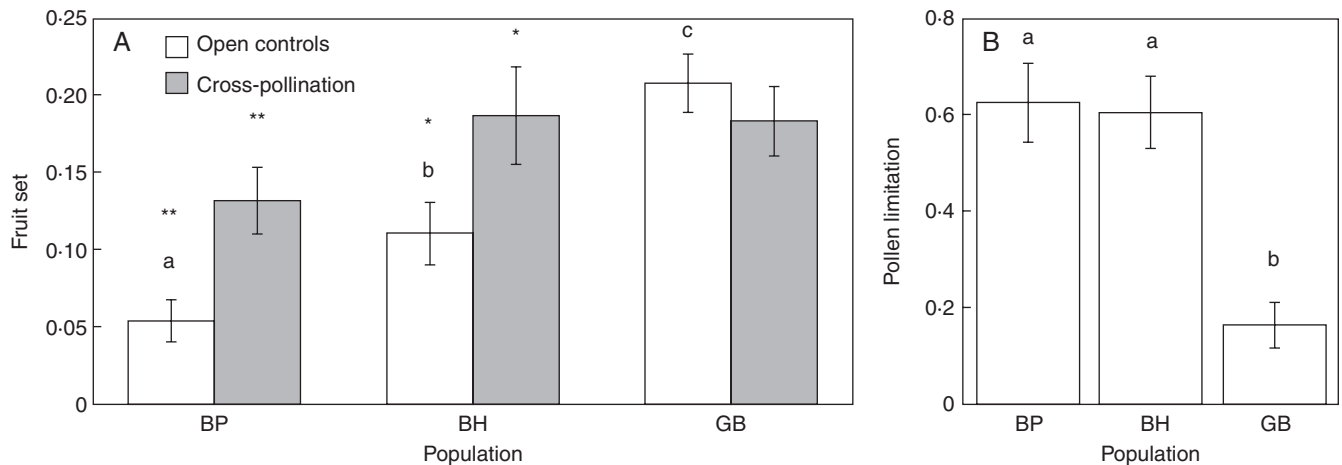 A
Open controls
Cross-pollination
0·25
0·20
0·15
0·10
0·05
0
Fruit set
**
a
**
*
b
*
c
BP
BH
GB
Population
B
0·8
0·6
0·4
0·2
0
Pollen limitation
a
a
b
BP
BH
GB
Population